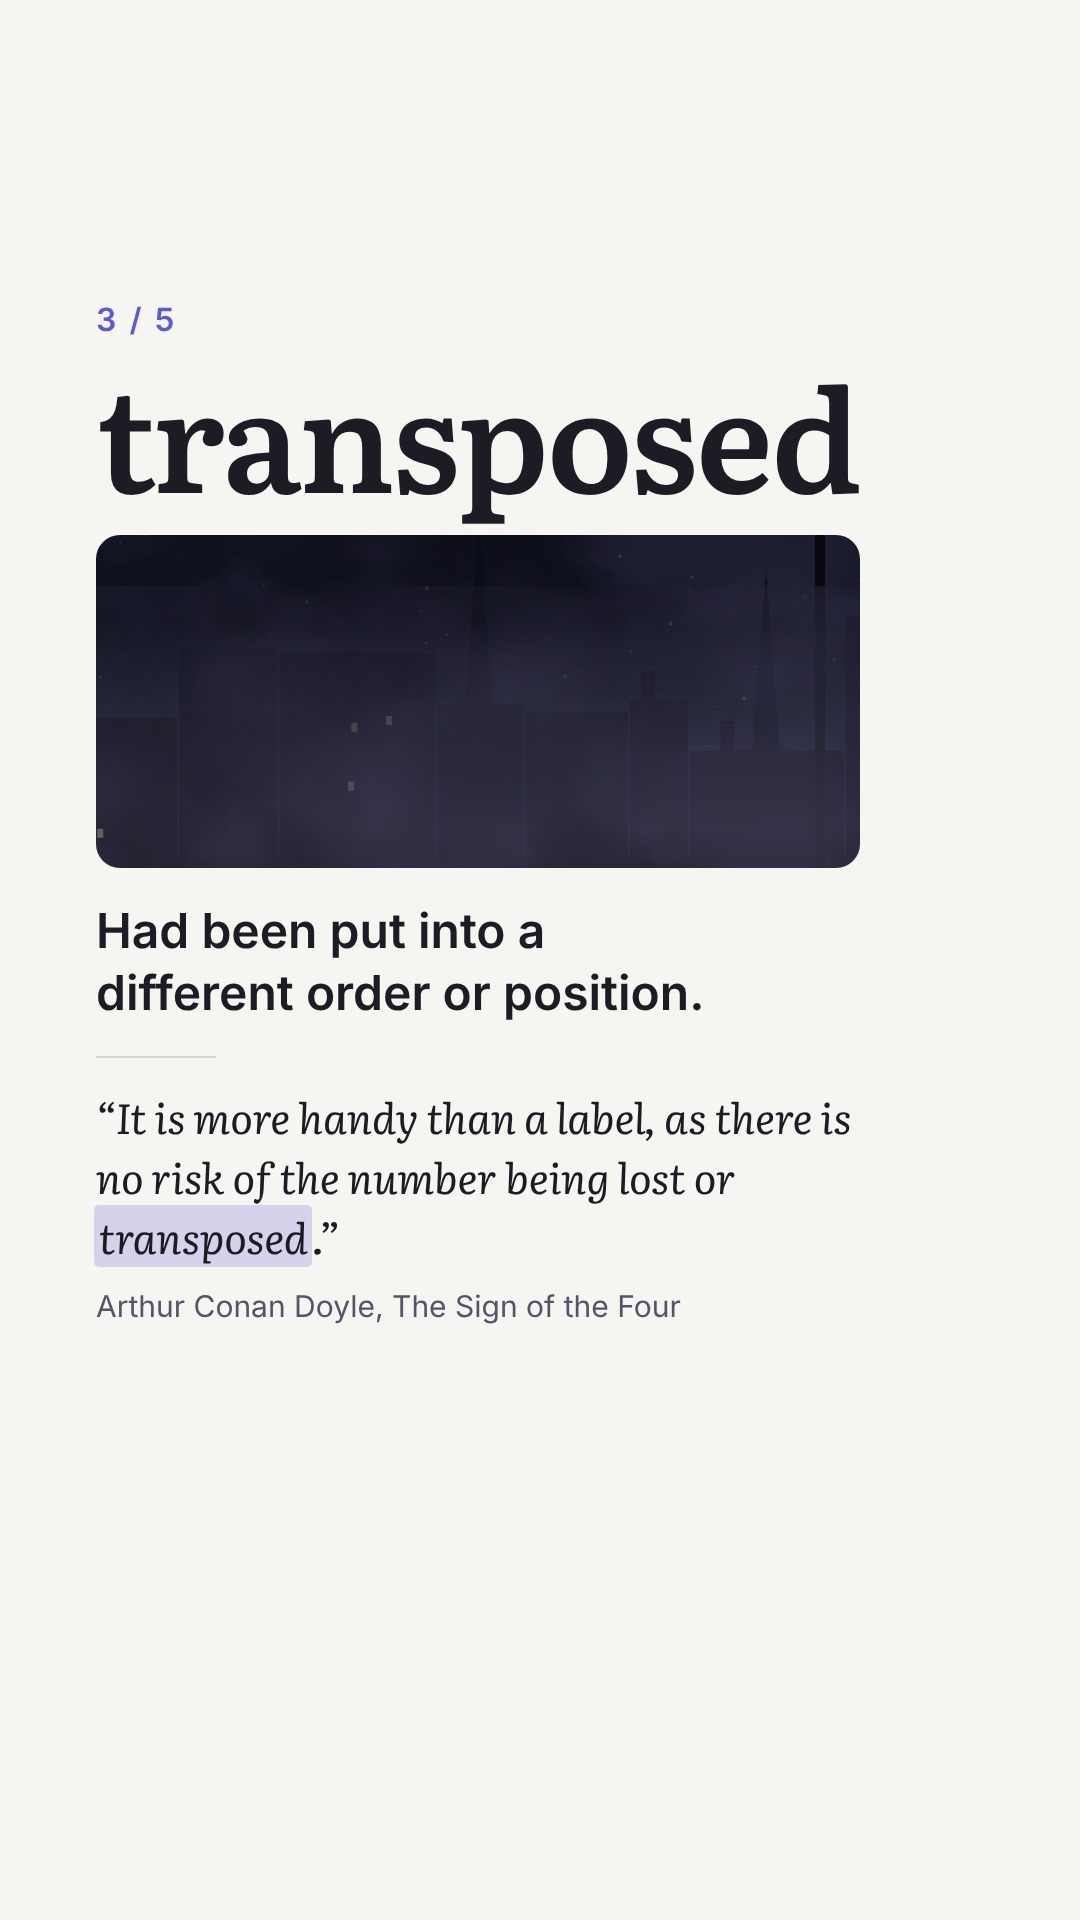 3 / 5
transposed
Had been put into a
different order or position.
“It is more handy than a label, as there is
no risk of the number being lost or
transposed.”
Arthur Conan Doyle, The Sign of the Four